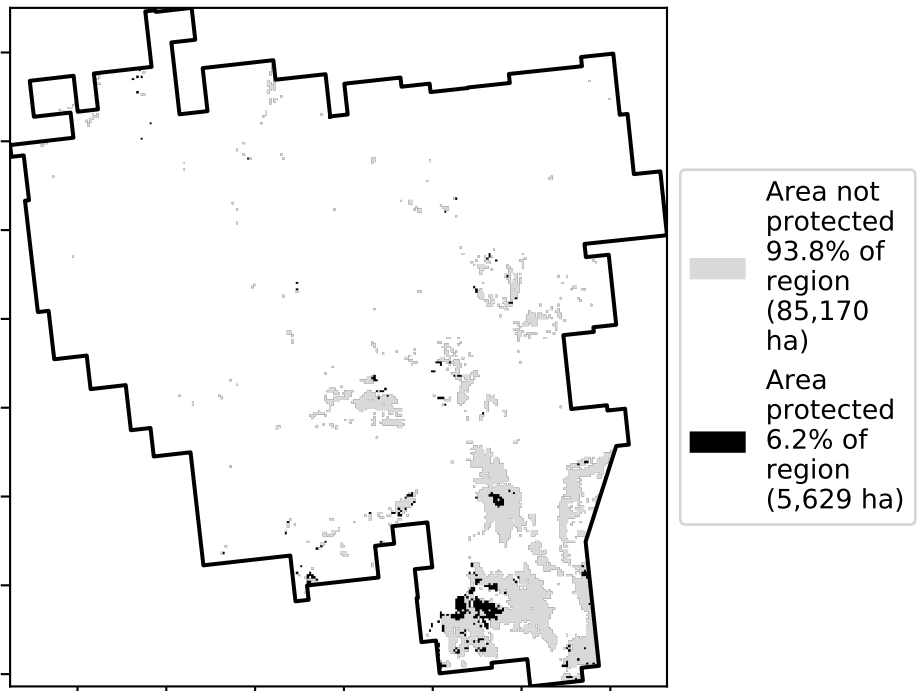 Area not
protected
93.8% of
region
(85,170
ha)
Area
protected
6.2% of
region
(5,629 ha)